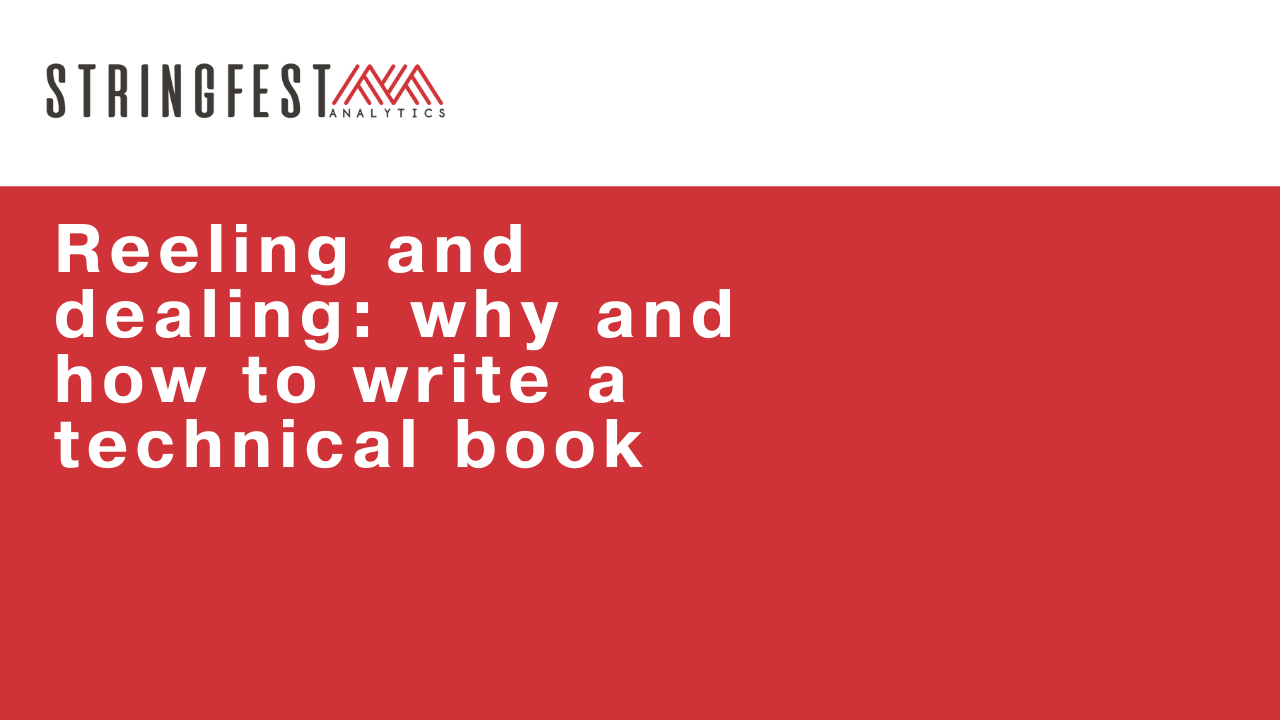 STRINGFEST
ANALYTICS
Reeling and
dealing: why and
how to write a
technical book